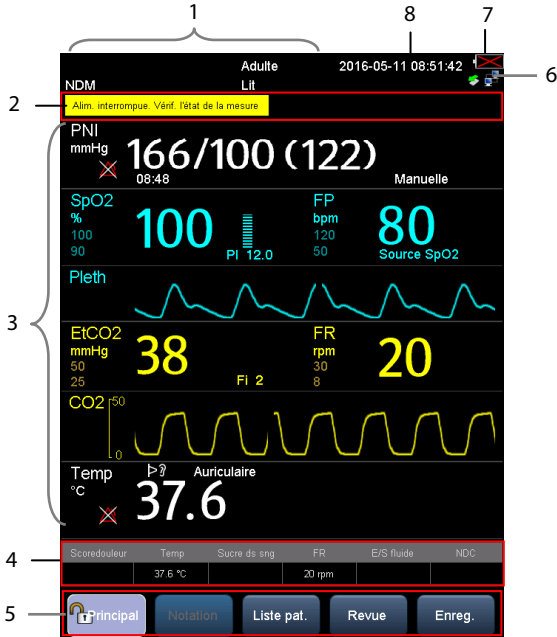 1
8
7
Adulte 2016-05-11 08:51:42
6
NDM Lit
2 Alim. interrompue. Vérif. l'état de la mesure
PNI
mmHg 166/100 (122)
08:48 Manuelle
SpO2 FP
% 100 bpm 80
100 120
90 PI 12.0 50 Source SpO2
Pleth
3
EtCO2 FR
mmHg 38 rpm 20
50 30
25 Fi 2 8
CO2 50
0
Temp Auriculaire
°C 37.6
4 Scoredouleur Temp Sucre ds sng FR E/S fluide NDC
37.6 °C 20 rpm
5 Principal Notation Liste pat. Revue Enreg.